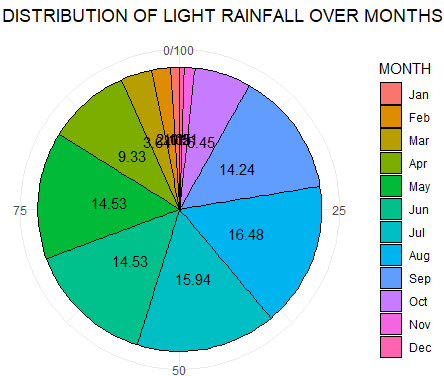 DISTRIBUTION OF LIGHT RAINFALL OVER MONTHS
0/100
MONTH
Jan
Feb
Mar
Apr
May
Jun
Jul
Aug
Sep
Oct
Nov
Dec
9.33
14.24
14.53
16.48
14.53
15.94
75
25
50